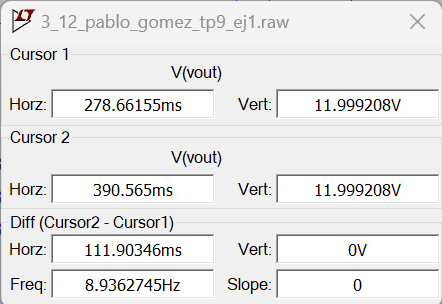 3_12_pablo_gomez_tp9_ej1.raw
Cursor 1
V(vout)
Horz: 278.66155ms Vert: 11.999208V
Cursor 2
V(vout)
Horz: 390.565ms Vert: 11.999208V
Diff (Cursor2 - Cursor1)
Horz: 111.90346ms Vert: 0V
Freq: 8.9362745Hz Slope: 0